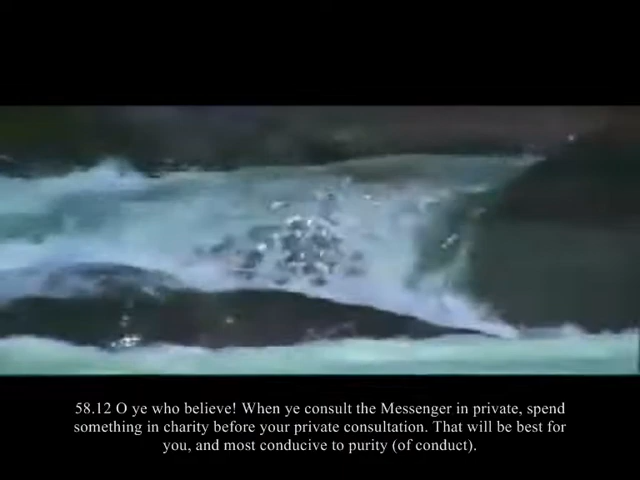 58.12 O ye who believe! When ye consult the Messenger in private, spend
something in charity before your private consultation. That will be best for
you, and most conducive to purity (of conduct).